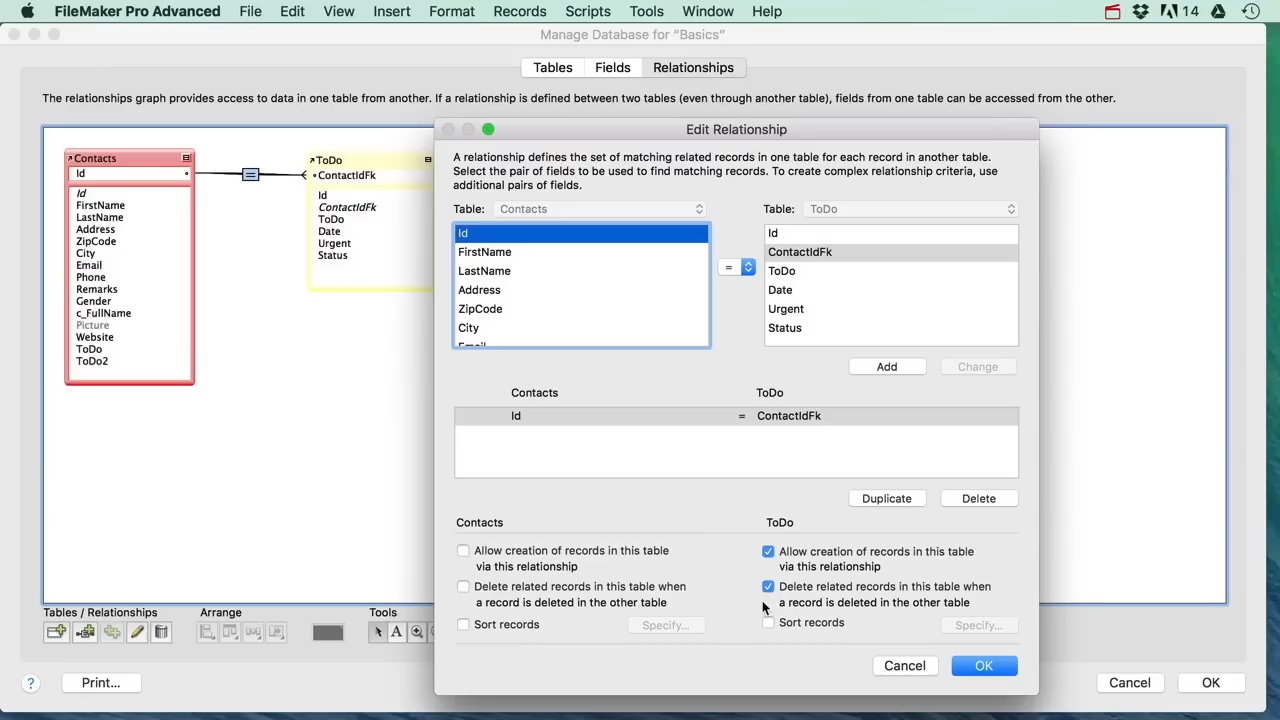 FileMaker Pro Advanced File Edit View Insert Format Records Scripts Tools Window Help 14
Manage Database for “Basics”
Tables Fields Relationships
The relationships graph provides access to data in one table from another. If a relationship is defined between two tables (even through another table), fields from one table can be accessed from the other.
Contacts
Id
Id
FirstName
LastName
Address
ZipCode
City
Email
Phone
Remarks
Gender
c_FullName
Picture
Website
ToDo
ToDo2
=
ToDo
ContactIdFk
Id
ContactIdFk
ToDo
Date
Urgent
Status
Edit Relationship
A relationship defines the set of matching related records in one table for each record in another table.
Select the pair of fields to be used to find matching records. To create complex relationship criteria, use
additional pairs of fields.
Table: Contacts
Id
FirstName
LastName
Address
ZipCode
City
Email
=
Table: ToDo
Id
ContactIdFk
ToDo
Date
Urgent
Status
Add Change
Contacts ToDo
Id = ContactIdFk
Duplicate Delete
Contacts
Allow creation of records in this table
via this relationship
Delete related records in this table when
a record is deleted in the other table
Sort records Specify...
ToDo
Allow creation of records in this table
via this relationship
Delete related records in this table when
a record is deleted in the other table
Sort records Specify...
Cancel OK
Tables / Relationships Arrange Tools
A
? Print... Cancel OK